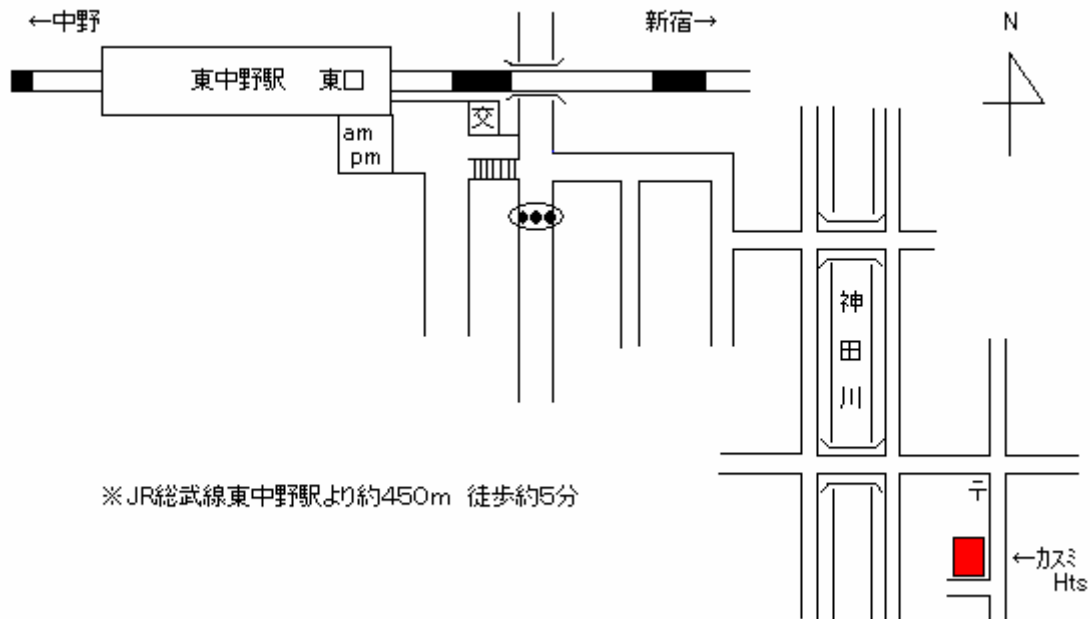 ←中野
新宿→
N
東中野駅 東口
交
am
pm
神
田
川
※JR総武線東中野駅より約450m 徒歩約5分
〒
←カスミ
Hts